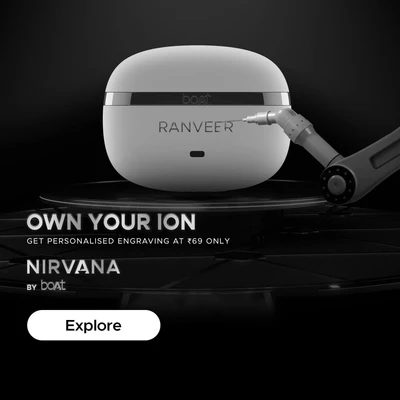 boAt
RANVEER
OWN YOUR ION
GET PERSONALISED ENGRAVING AT ₹69 ONLY
NIRVANA
BY boAt
Explore